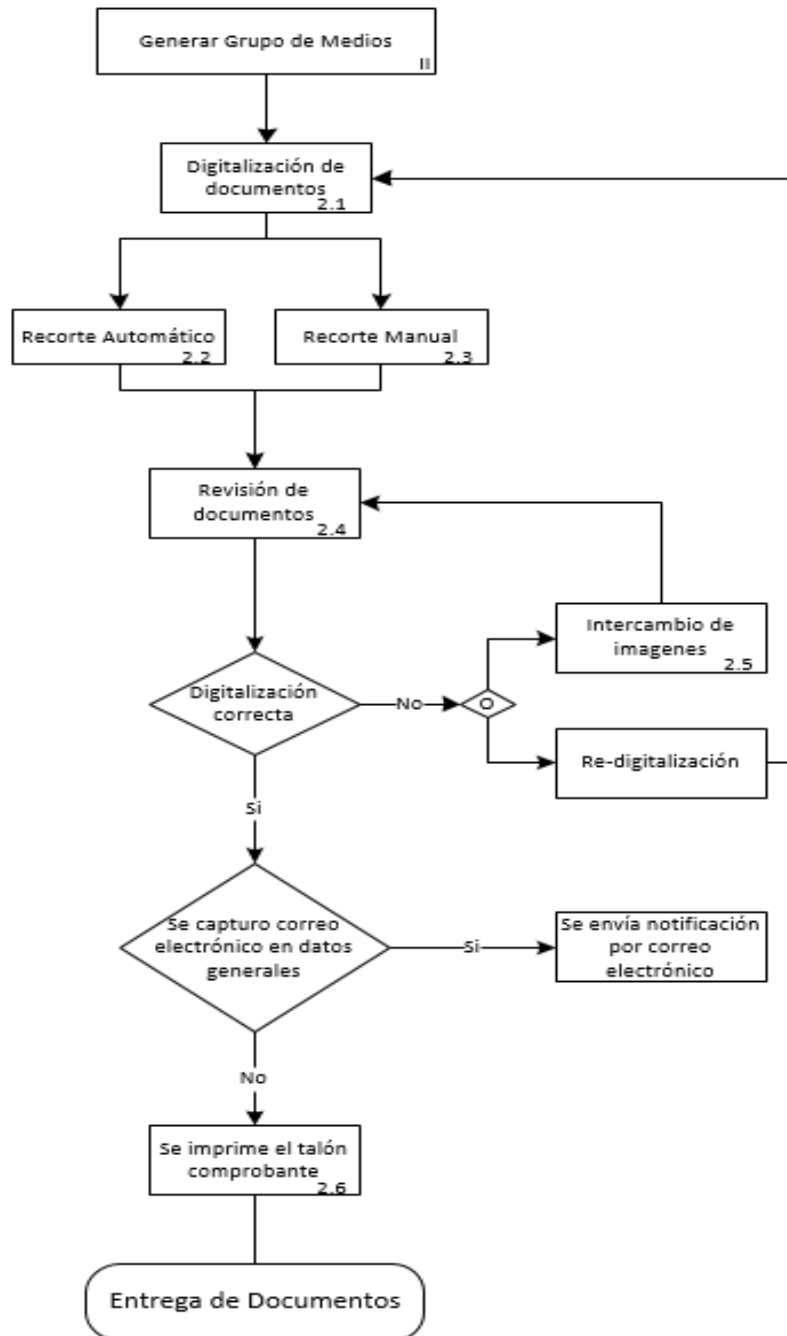 Generar Grupo de Medios
II
Digitalización de
documentos
2.1
Recorte Automático
2.2
Recorte Manual
2.3
Revisión de
documentos
2.4
Intercambio de
imagenes
2.5
Digitalización
correcta
No
O
Re-digitalización
Si
Se capturo correo
electrónico en datos
generales
Si
Se envía notificación
por correo
electrónico
No
Se imprime el talón
comprobante
2.6
Entrega de Documentos